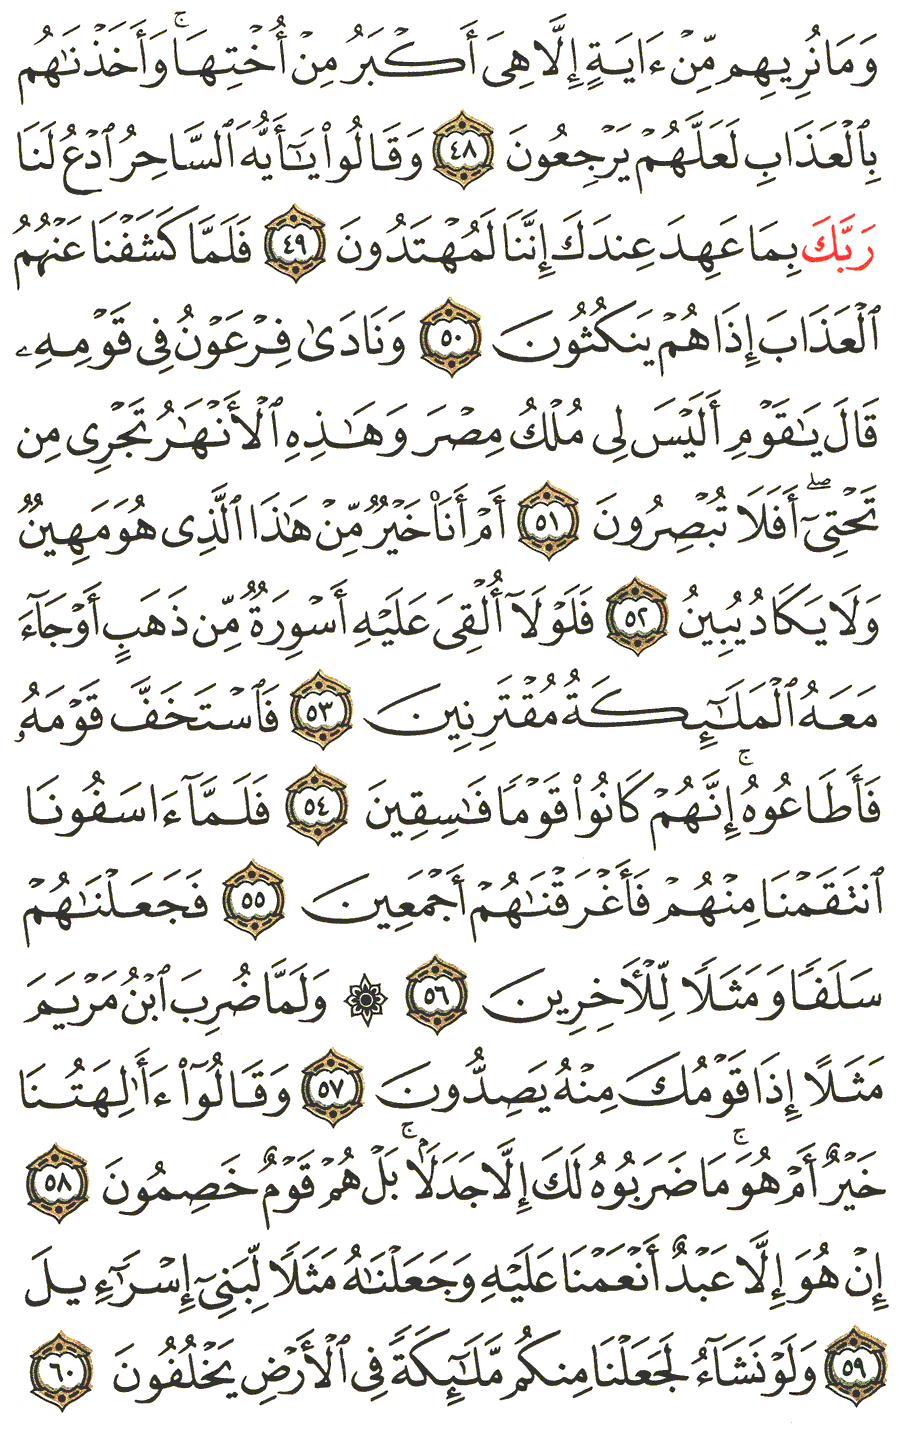 وَمَا نُرِيهِم مِّنْ ءَايَةٍ إِلَّا هِىَ أَكْبَرُ مِنْ أُخْتِهَا ۚ وَأَخَذْنَٰهُم
بِٱلْعَذَابِ لَعَلَّهُمْ يَرْجِعُونَ ٤٨ وَقَالُوا۟ يَٰٓأَيُّهَ ٱلسَّاحِرُ ٱدْعُ لَنَا
رَبَّكَ بِمَا عَهِدَ عِندَكَ إِنَّنَا لَمُهْتَدُونَ ٤٩ فَلَمَّا كَشَفْنَا عَنْهُمُ
ٱلْعَذَابَ إِذَا هُمْ يَنكُثُونَ ٥٠ وَنَادَىٰ فِرْعَوْنُ فِى قَوْمِهِۦ
قَالَ يَٰقَوْمِ أَلَيْسَ لِى مُلْكُ مِصْرَ وَهَٰذِهِ ٱلْأَنْهَٰرُ تَجْرِى مِن
تَحْتِىٓ ۖ أَفَلَا تُبْصِرُونَ ٥١ أَمْ أَنَا۠ خَيْرٌ مِّنْ هَٰذَا ٱلَّذِى هُوَ مَهِينٌ
وَلَا يَكَادُ يُبِينُ ٥٢ فَلَوْلَآ أُلْقِىَ عَلَيْهِ أَسْوِرَةٌ مِّن ذَهَبٍ أَوْ جَآءَ
مَعَهُ ٱلْمَلَٰٓئِكَةُ مُقْتَرِنِينَ ٥٣ فَٱسْتَخَفَّ قَوْمَهُۥ
فَأَطَاعُوهُ ۚ إِنَّهُمْ كَانُوا۟ قَوْمًا فَٰسِقِينَ ٥٤ فَلَمَّآ ءَاسَفُونَا
ٱنتَقَمْنَا مِنْهُمْ فَأَغْرَقْنَٰهُمْ أَجْمَعِينَ ٥٥ فَجَعَلْنَٰهُمْ
سَلَفًا وَمَثَلًا لِّلْءَاخِرِينَ ٥٦ ۞ وَلَمَّا ضُرِبَ ٱبْنُ مَرْيَمَ
مَثَلًا إِذَا قَوْمُكَ مِنْهُ يَصِدُّونَ ٥٧ وَقَالُوٓا۟ ءَأَٰلِهَتُنَا
خَيْرٌ أَمْ هُوَ ۚ مَا ضَرَبُوهُ لَكَ إِلَّا جَدَلًۢا ۚ بَلْ هُمْ قَوْمٌ خَصِمُونَ ٥٨
إِنْ هُوَ إِلَّا عَبْدٌ أَنْعَمْنَا عَلَيْهِ وَجَعَلْنَٰهُ مَثَلًا لِّبَنِىٓ إِسْرَٰٓءِيلَ
٥٩ وَلَوْ نَشَآءُ لَجَعَلْنَا مِنكُم مَّلَٰٓئِكَةً فِى ٱلْأَرْضِ يَخْلُفُونَ ٦٠